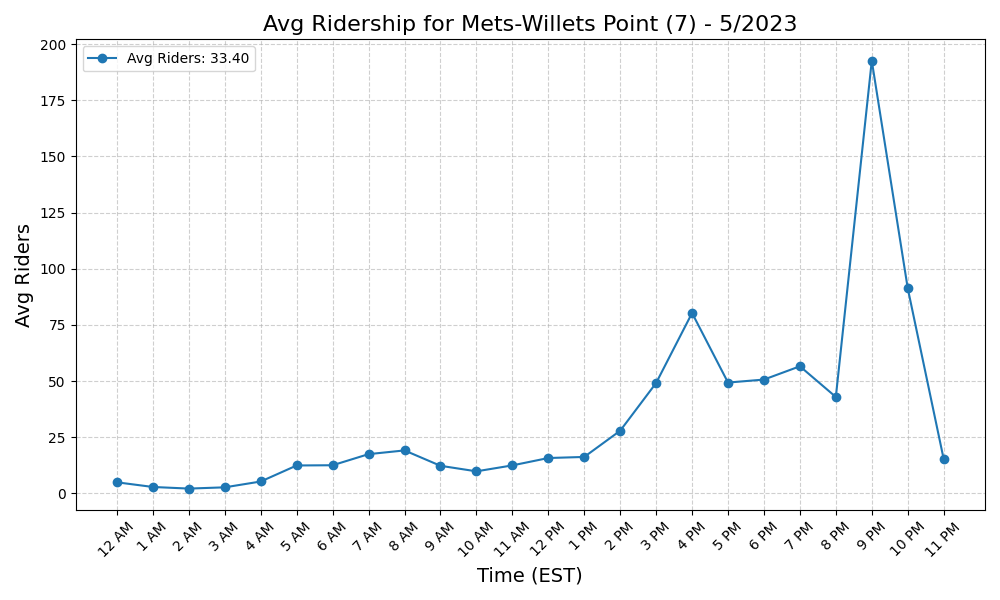 Avg Ridership for Mets-Willets Point (7) - 5/2023
Avg Riders: 33.40
Avg Riders
200
175
150
125
100
75
50
25
0
12 AM
1 AM
2 AM
3 AM
4 AM
5 AM
6 AM
7 AM
8 AM
9 AM
10 AM
11 AM
12 PM
1 PM
2 PM
3 PM
4 PM
5 PM
6 PM
7 PM
8 PM
9 PM
10 PM
11 PM
Time (EST)